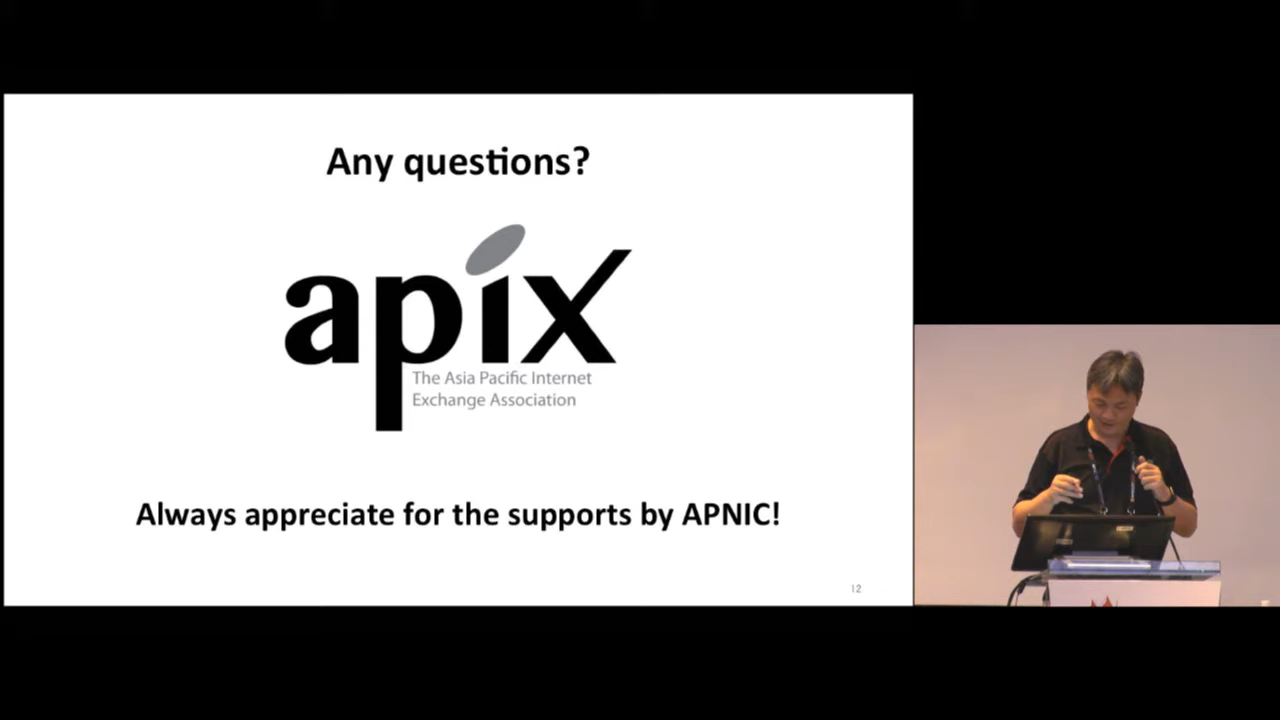 Any questions?
apix
The Asia Pacific Internet
Exchange Association
Always appreciate for the supports by APNIC!
12